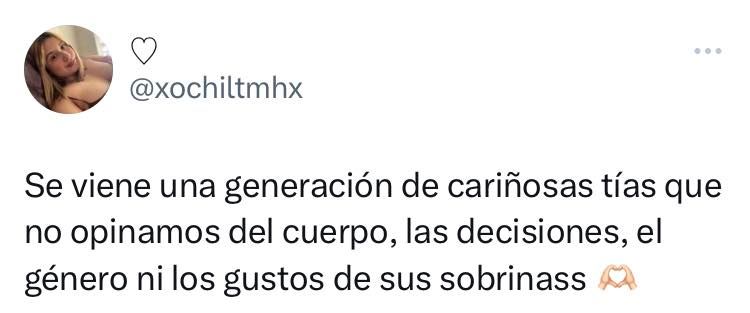 ♡
@xochiltmhx
Se viene una generación de cariñosas tías que
no opinamos del cuerpo, las decisiones, el
género ni los gustos de sus sobrinass 🫶🏻